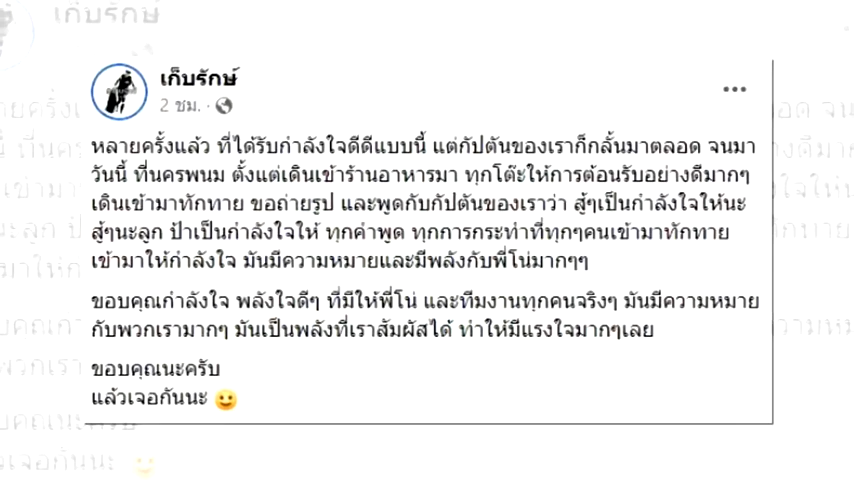 เก็บรักษ์
เก็บรักษ์
2 ชม. ·
หลายครั้งแล้ว ที่ได้รับกำลังใจดีดีแบบนี้ แต่กัปตันของเราก็กลั้นมาตลอด จนมา
วันนี้ ที่นครพนม ตั้งแต่เดินเข้าร้านอาหารมา ทุกโต๊ะให้การต้อนรับอย่างดีมากๆ
เดินเข้ามาทักทาย ขอถ่ายรูป และพูดกับกัปตันของเราว่า สู้ๆเป็นกำลังใจให้นะ
สู้ๆนะลูก ป้าเป็นกำลังใจให้ ทุกคำพูด ทุกการกระทำที่ทุกๆคนเข้ามาทักทาย
เข้ามาให้กำลังใจ มันมีความหมายและมีพลังกับพี่โน่มากๆๆ
ขอบคุณกำลังใจ พลังใจดีๆ ที่มีให้พี่โน่ และทีมงานทุกคนจริงๆ มันมีความหมาย
กับพวกเรามากๆ มันเป็นพลังที่เราสัมผัสได้ ทำให้มีแรงใจมากๆเลย
ขอบคุณนะครับ
แล้วเจอกันนะ 🙂